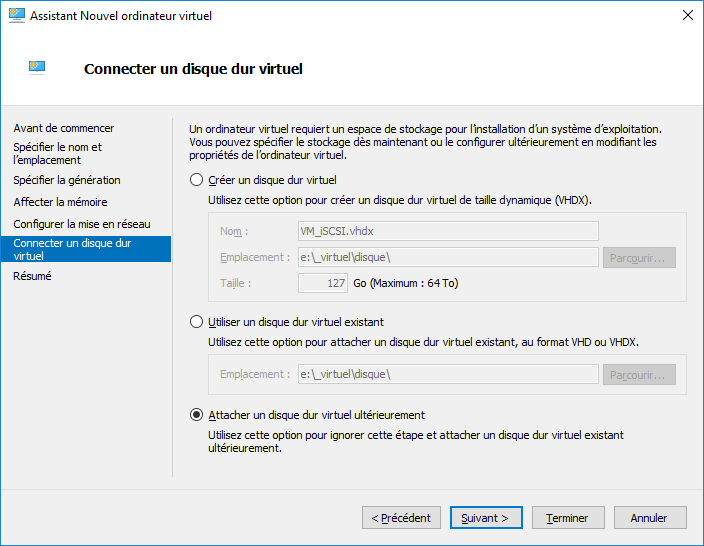 Assistant Nouvel ordinateur virtuel
Connecter un disque dur virtuel
Avant de commencer
Spécifier le nom et
l'emplacement
Spécifier la génération
Affecter la mémoire
Configurer la mise en réseau
Connecter un disque dur
virtuel
Résumé
Un ordinateur virtuel requiert un espace de stockage pour l'installation d'un système d'exploitation.
Vous pouvez spécifier le stockage dès maintenant ou le configurer ultérieurement en modifiant les
propriétés de l'ordinateur virtuel.
Créer un disque dur virtuel
Utilisez cette option pour créer un disque dur virtuel de taille dynamique (VHDX).
Nom :
VM_iSCSI.vhdx
Emplacement :
e:\_virtuel\disque\
Parcourir...
Taille :
127
Go (Maximum : 64 To)
Utiliser un disque dur virtuel existant
Utilisez cette option pour attacher un disque dur virtuel existant, au format VHD ou VHDX.
Emplacement :
e:\_virtuel\disque\
Parcourir...
Attacher un disque dur virtuel ultérieurement
Utilisez cette option pour ignorer cette étape et attacher un disque dur virtuel existant
ultérieurement.
< Précédent
Suivant >
Terminer
Annuler